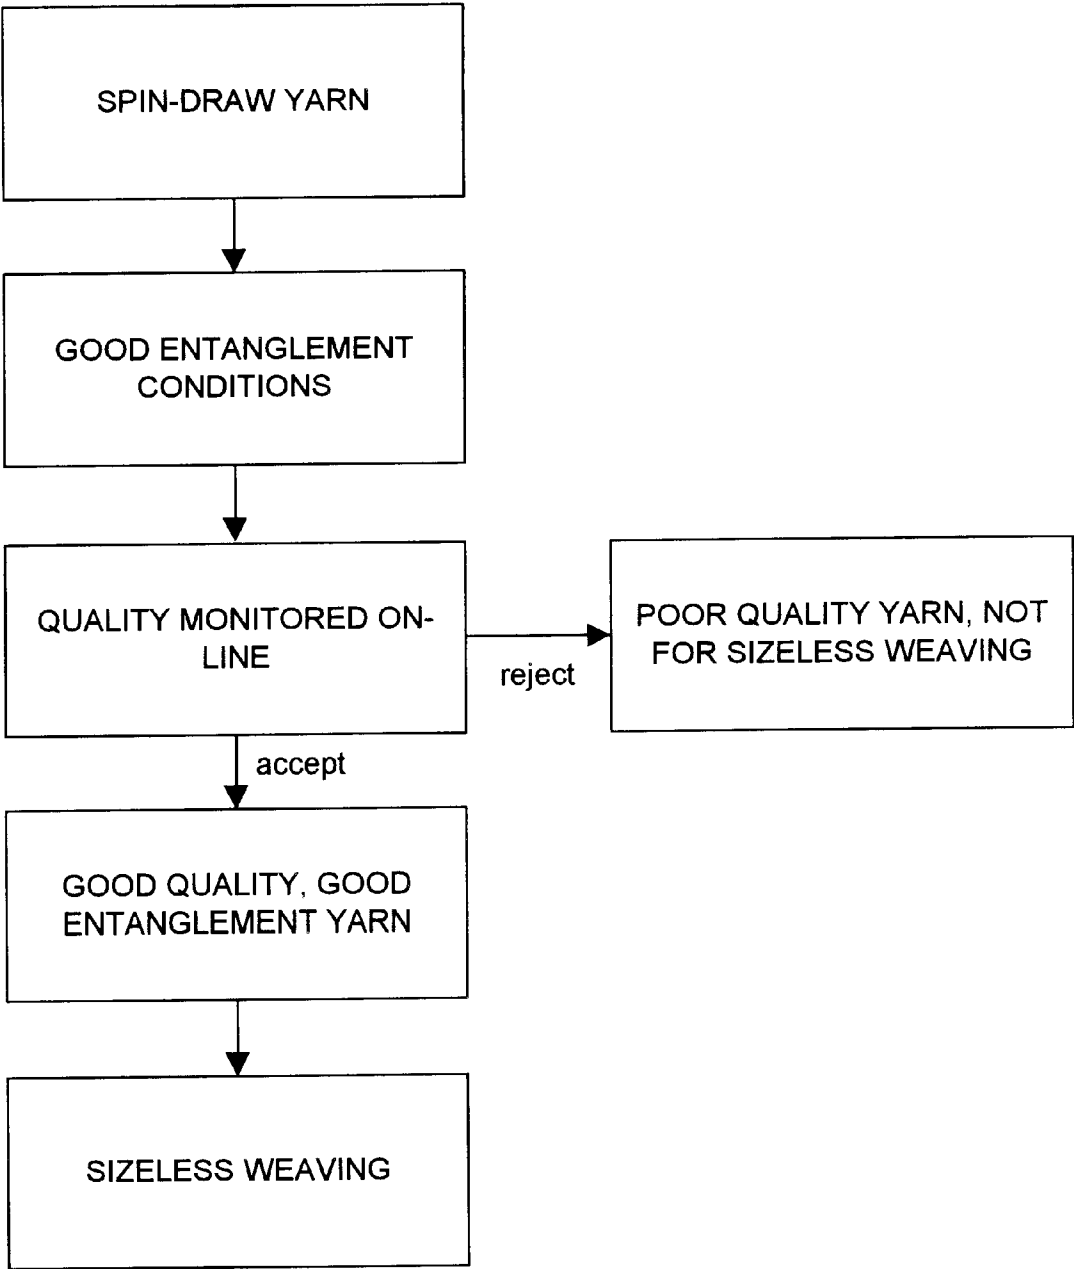 SPIN-DRAW YARN
GOOD ENTANGLEMENT
CONDITIONS
QUALITY MONITORED ON-
LINE
reject
POOR QUALITY YARN, NOT
FOR SIZELESS WEAVING
accept
GOOD QUALITY, GOOD
ENTANGLEMENT YARN
SIZELESS WEAVING